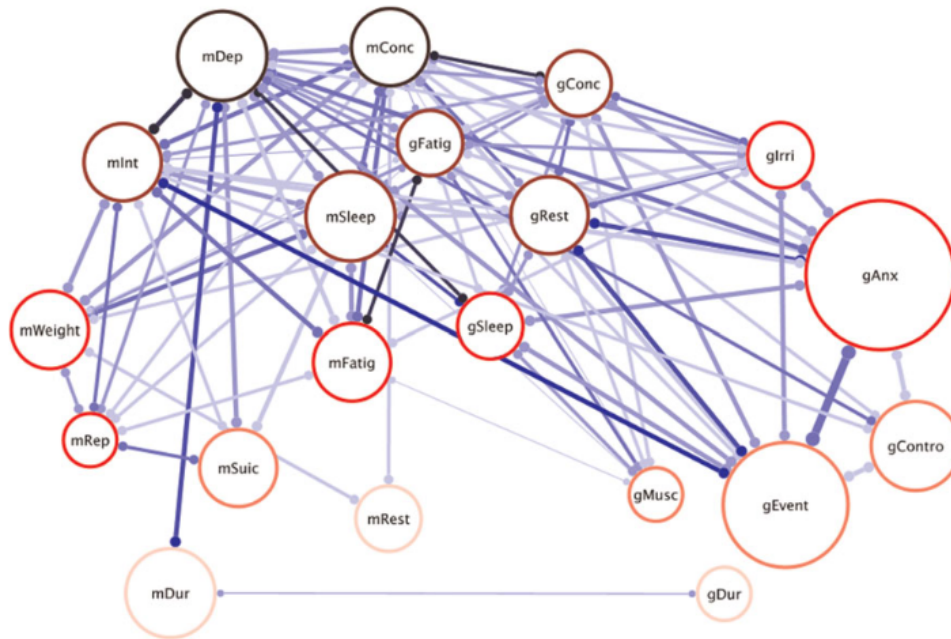 mDep
mConc
gConc
gFatig
gIrri
mInt
mSleep
gRest
gAnx
mWeight
mFatig
gSleep
mRep
mSuic
gContro
gMusc
gEvent
mRest
mDur
gDur